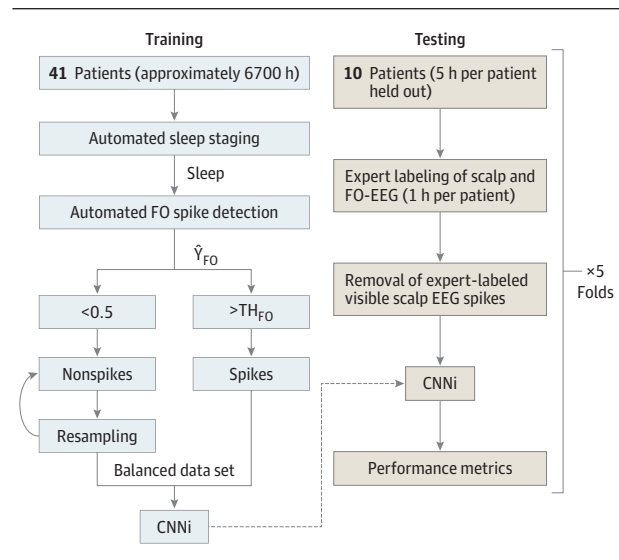 Training
41 Patients (approximately 6700 h)
Automated sleep staging
Sleep
Automated FO spike detection
Ŷ_FO
<0.5
>TH_FO
Nonspikes
Spikes
Resampling
Balanced data set
CNNi
Testing
10 Patients (5 h per patient
held out)
Expert labeling of scalp and
FO-EEG (1 h per patient)
Removal of expert-labeled
visible scalp EEG spikes
CNNi
Performance metrics
×5
Folds